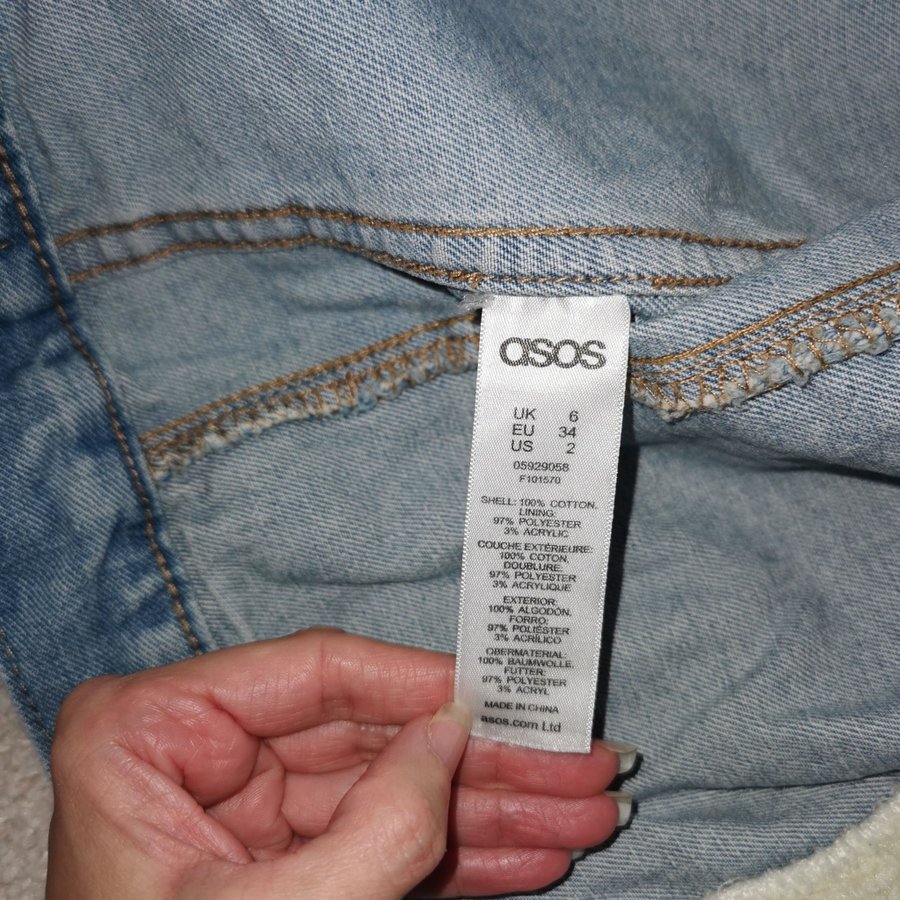 asos
UK 6
EU 34
US 2
05929058
F101570
SHELL: 100% COTTON.
LINING:
97% POLYESTER
3% ACRYLIC
COUCHE EXTÉRIEURE:
100% COTON.
DOUBLURE:
97% POLYESTER
3% ACRYLIQUE
EXTERIOR:
100% ALGODÓN.
FORRO:
97% POLIÉSTER
3% ACRÍLICO
OBERMATERIAL:
100% BAUMWOLLE.
FUTTER:
97% POLYESTER
3% ACRYL
MADE IN CHINA
asos.com Ltd